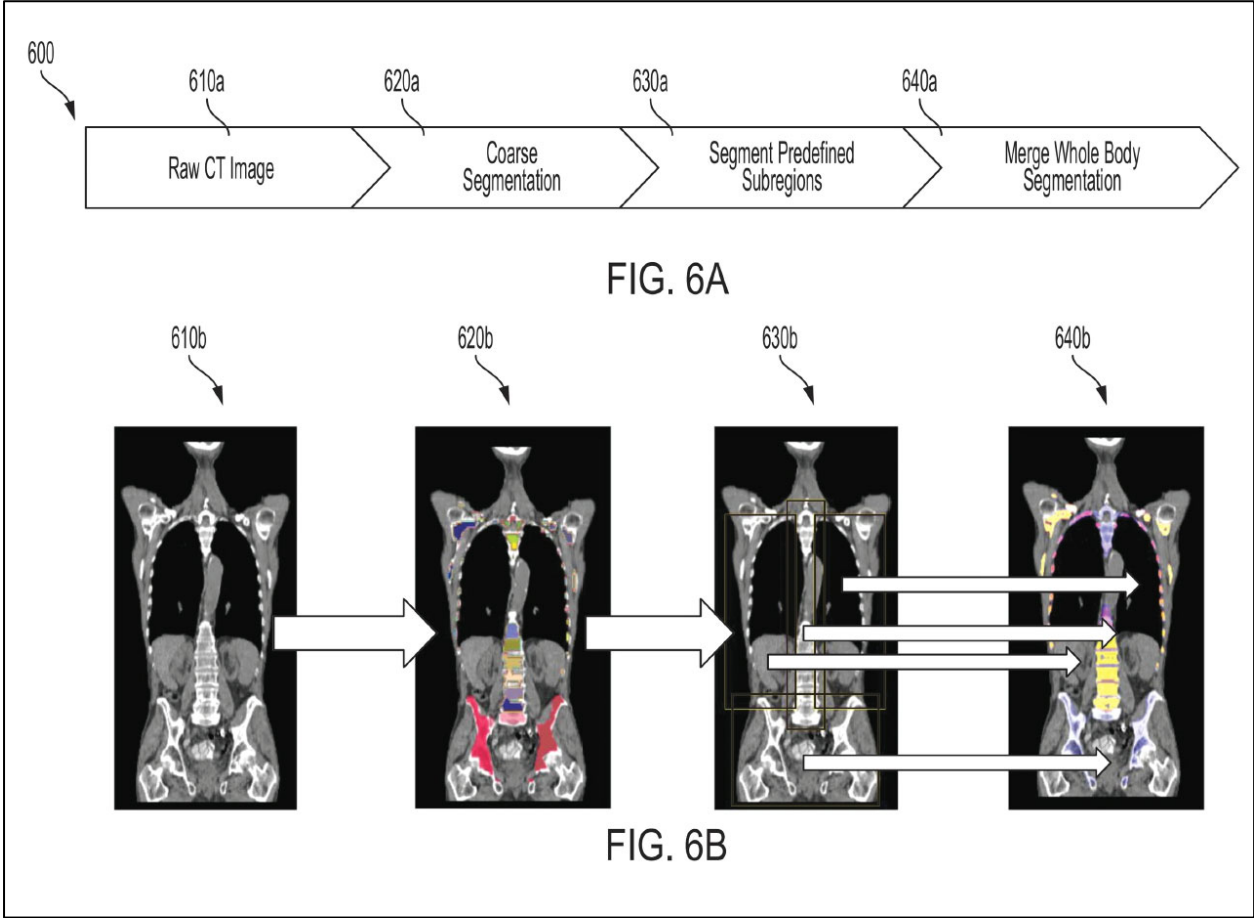 600
610a
620a
630a
640a
Raw CT Image
Coarse
Segmentation
Segment Predefined
Subregions
Merge Whole Body
Segmentation
FIG. 6A
610b
620b
630b
640b
FIG. 6B